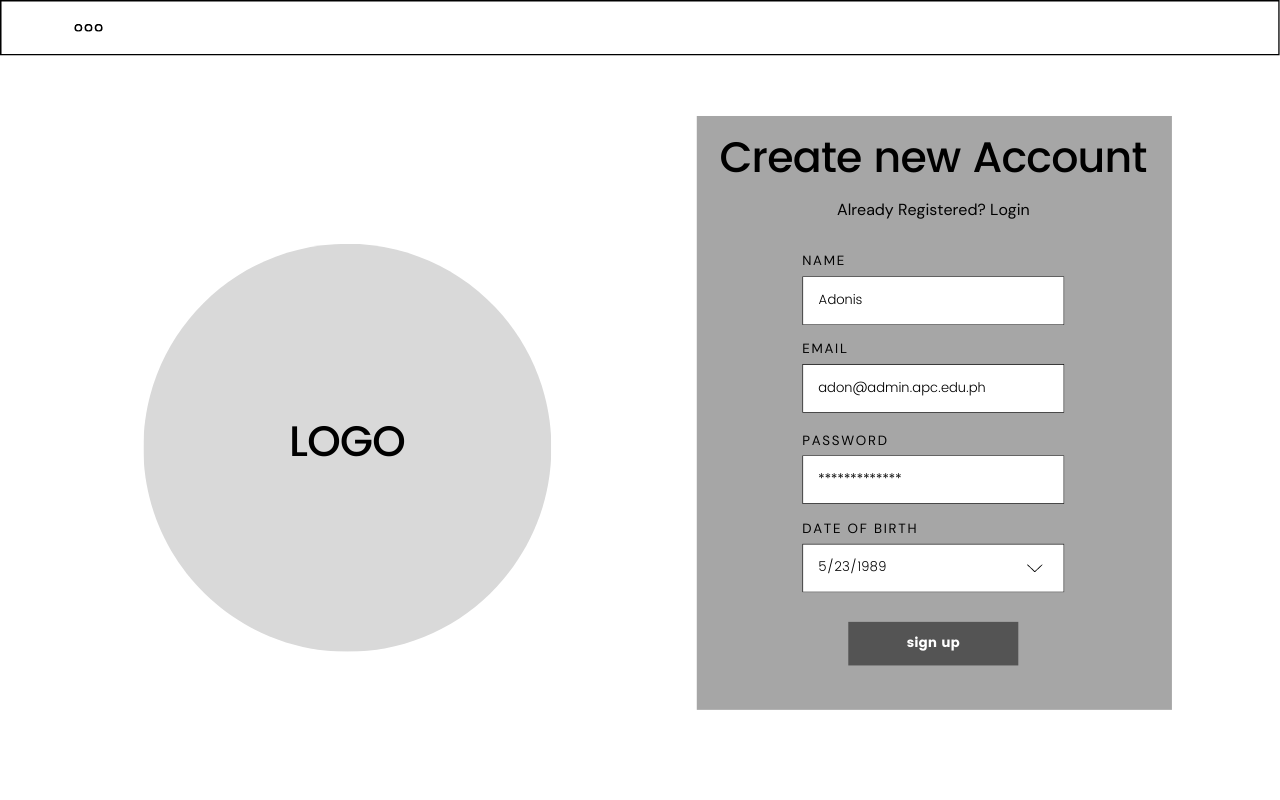 LOGO
Create new Account
Already Registered? Login
NAME
Adonis
EMAIL
adon@admin.apc.edu.ph
PASSWORD
*************
DATE OF BIRTH
5/23/1989
sign up